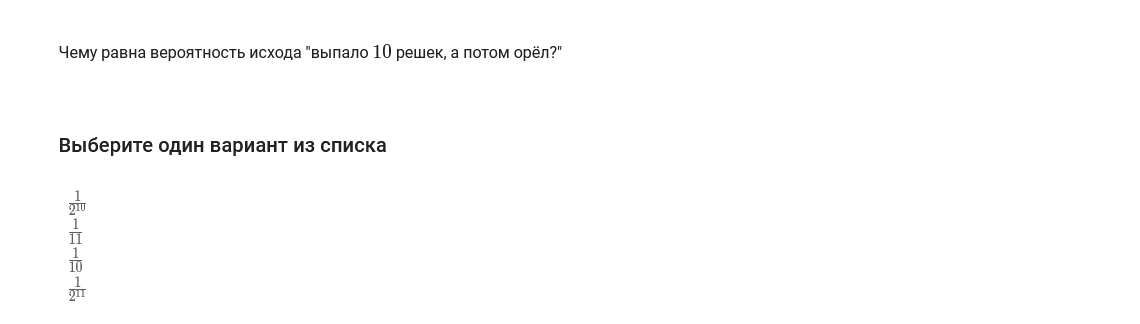 Чему равна вероятность исхода "выпало 10 решек, а потом орёл?"
Выберите один вариант из списка
$\frac{1}{2^{10}}$
$\frac{1}{11}$
$\frac{1}{10}$
$\frac{1}{2^{11}}$